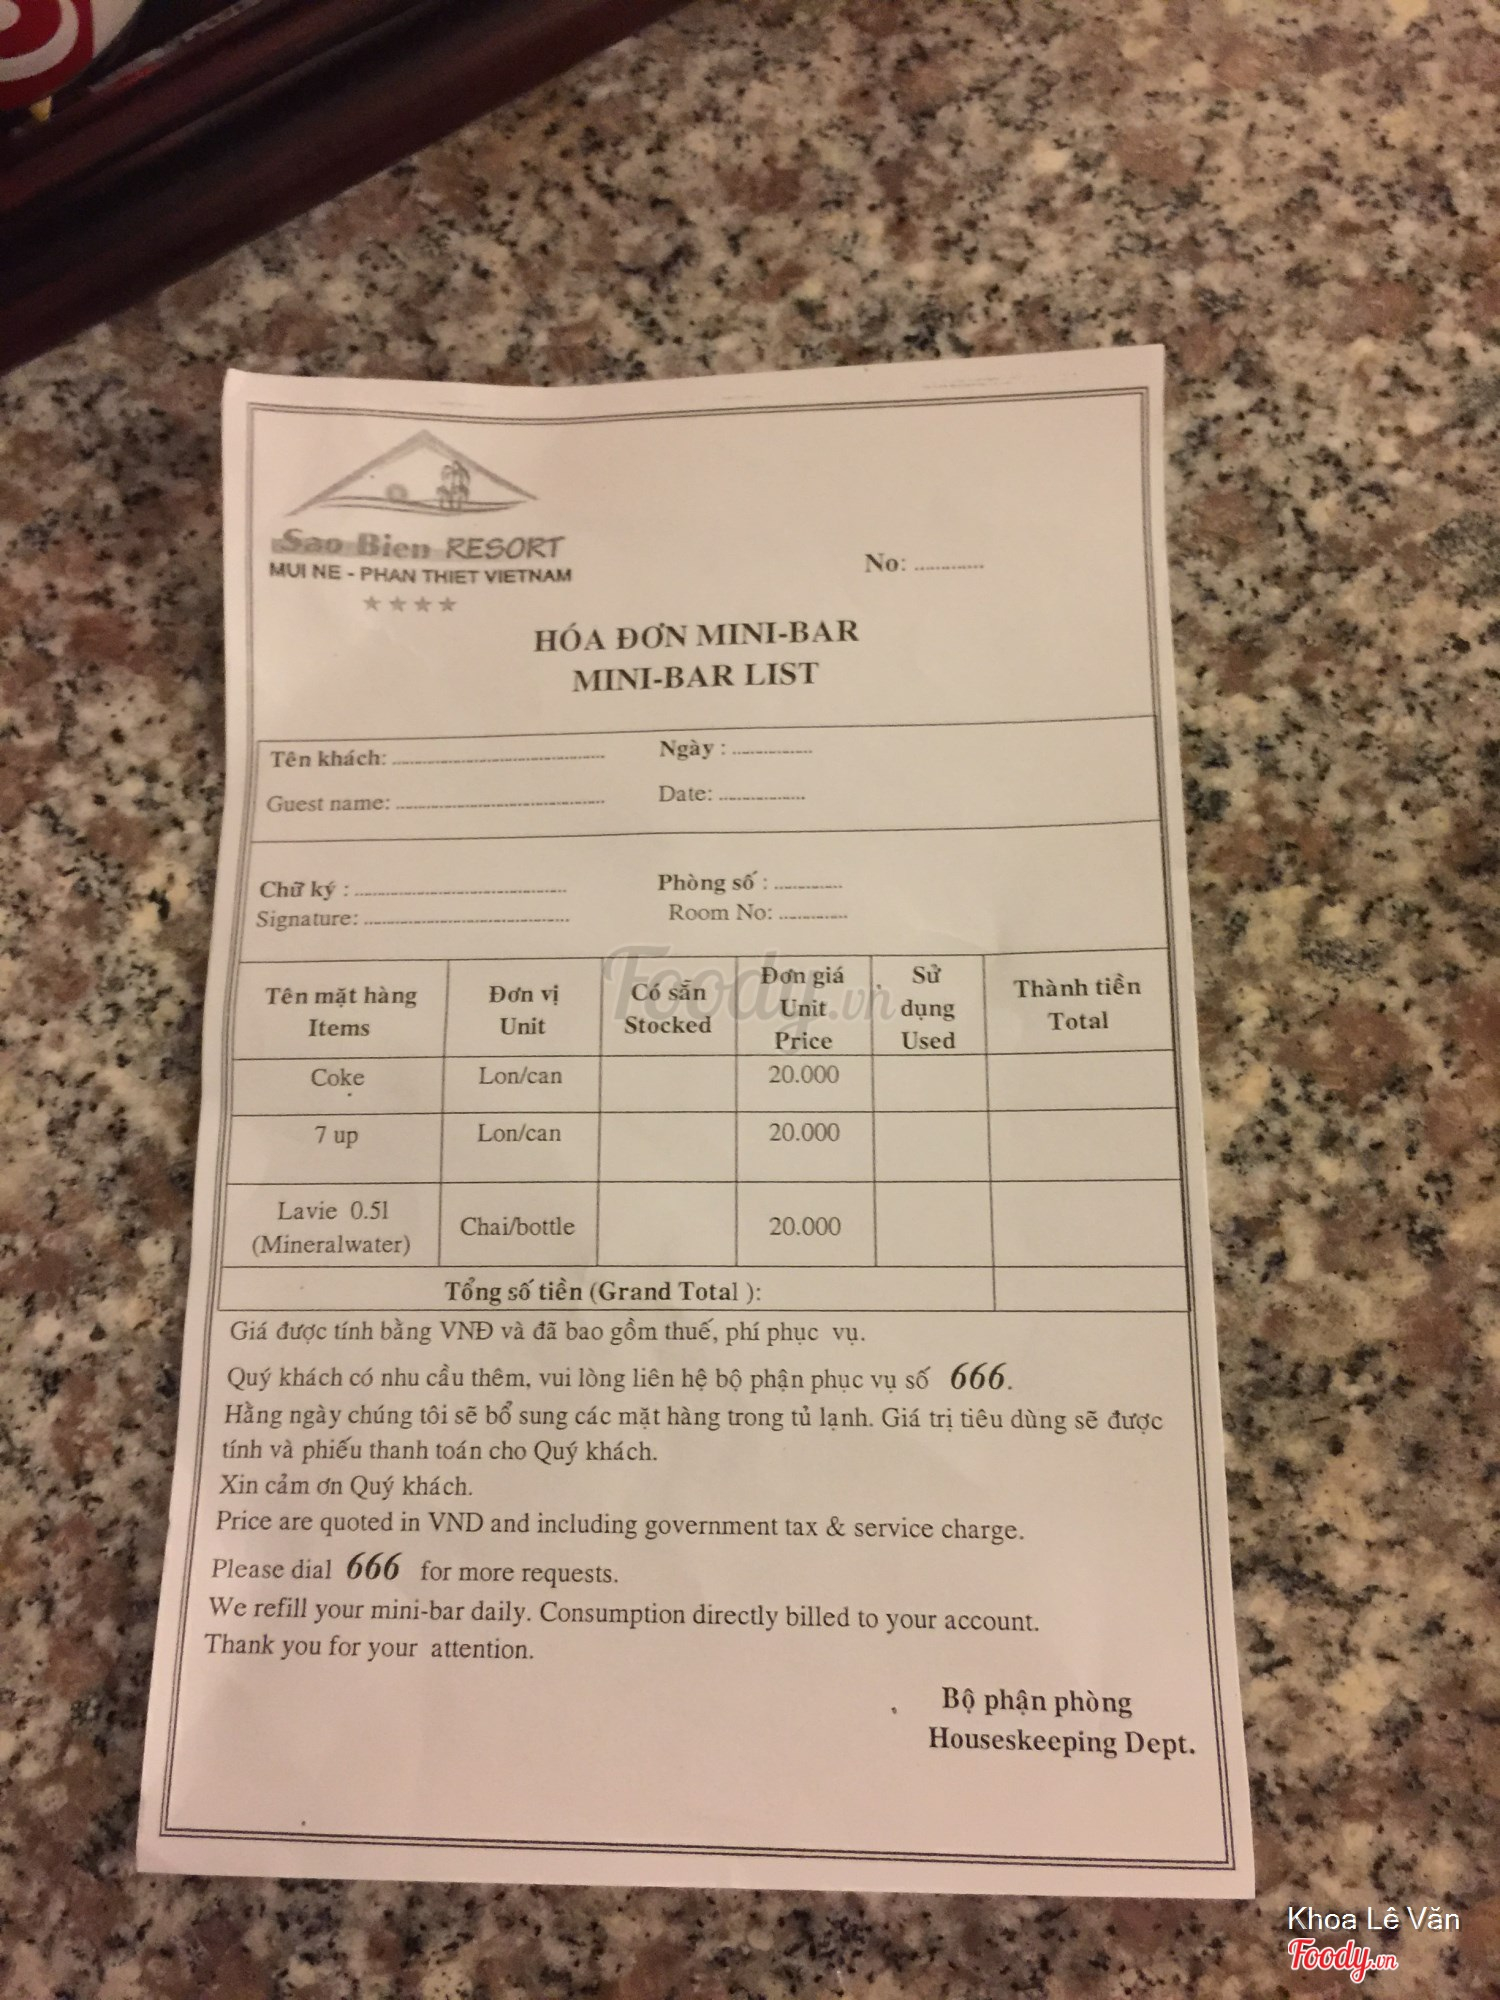 Sao Bien RESORT
MUI NE - PHAN THIET VIETNAM
No: ..............
HÓA ĐƠN MINI-BAR
MINI-BAR LIST
Tên khách: .............................................. Ngày : .................
Guest name: .............................................. Date: ..................
Chữ ký : .............................................. Phòng số : ..............
Signature: .............................................. Room No: ..............
Tên mặt hàng Items | Đơn vị Unit | Có sẵn Stocked | Đơn giá Unit Price | Sử dụng Used | Thành tiền Total
Coke Lon/can 20.000
7 up Lon/can 20.000
Lavie 0.5l
(Mineralwater) Chai/bottle 20.000
Tổng số tiền (Grand Total ):
Giá được tính bằng VNĐ và đã bao gồm thuế, phí phục vụ.
Quý khách có nhu cầu thêm, vui lòng liên hệ bộ phận phục vụ số 666.
Hằng ngày chúng tôi sẽ bổ sung các mặt hàng trong tủ lạnh. Giá trị tiêu dùng sẽ được
tính và phiếu thanh toán cho Quý khách.
Xin cảm ơn Quý khách.
Price are quoted in VND and including government tax & service charge.
Please dial 666 for more requests.
We refill your mini-bar daily. Consumption directly billed to your account.
Thank you for your attention.
Bộ phận phòng
Houseskeeping Dept.
Foody.vn
Khoa Lê Văn
Foody.vn